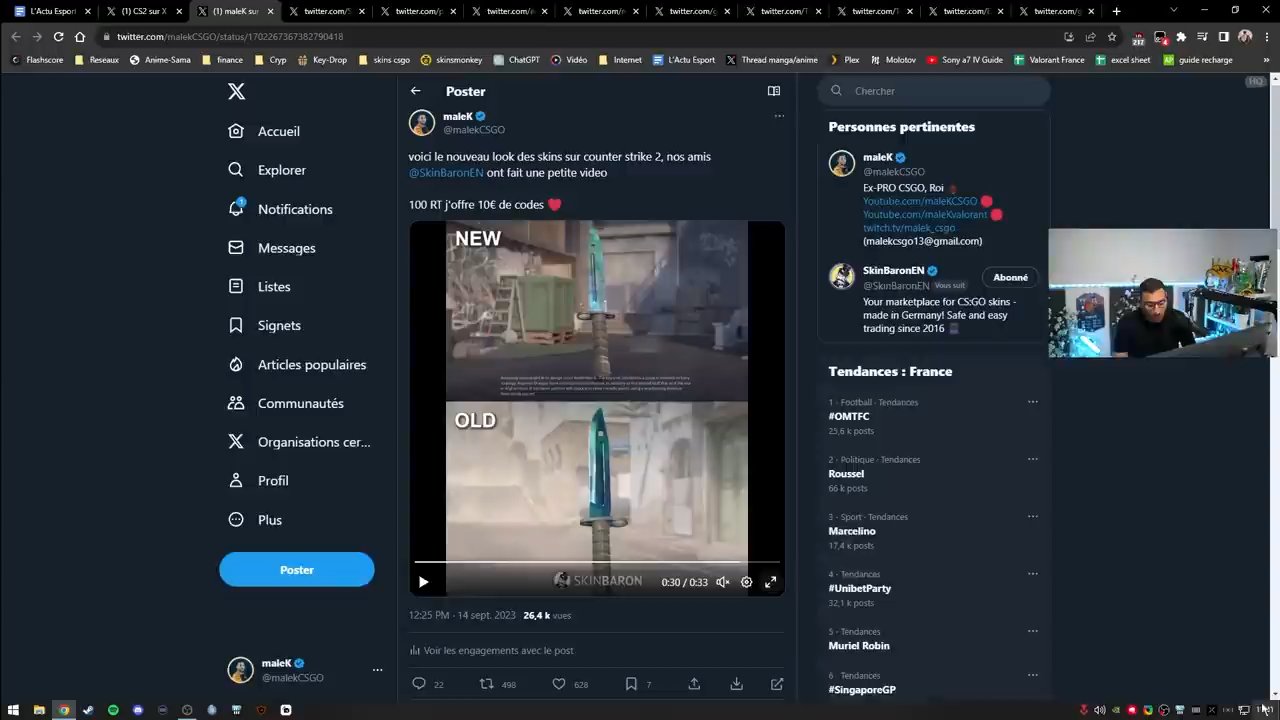 L'Actu Esport
(1) CS2 sur X
(1) maleK sur
twitter.com/S
twitter.com/p
twitter.com/
twitter.com/
twitter.com/g
twitter.com/T
twitter.com/
twitter.com/E
twitter.com/g
twitter.com/malekCSGO/status/1702267367382790418
Flashscore
Reseaux
Anime-Sama
finance
Cryp
Key-Drop
skins csgo
skinsmoney
ChatGPT
Vidéo
Internet
L'Actu Esport
Thread manga/anime
Plex
Molotov
Sony a7 IV Guide
Valorant France
excel sheet
guide recharge
Accueil
Explorer
1
Notifications
Messages
Listes
Signets
Articles populaires
Communautés
Organisations cer...
Profil
Plus
Poster
maleK
@malekCSGO
Poster
maleK
@malekCSGO
voici le nouveau look des skins sur counter strike 2, nos amis
@SkinBaronEN ont fait une petite video
100 RT j'offre 10€ de codes
NEW
OLD
SKINBARON
0:30 / 0:33
12:25 PM · 14 sept. 2023 26,4 k vues
Voir les engagements avec le post
22
498
628
7
HQ
Chercher
Personnes pertinentes
maleK
@malekCSGO
Ex-PRO CSGO, Roi
Youtube.com/maleKCSGO
Youtube.com/maleKvalorant
twitch.tv/malek_csgo
(malekcsgo13@gmail.com)
SkinBaronEN
@SkinBaronEN Vous suit
Abonné
Your marketplace for CS:GO skins -
made in Germany! Safe and easy
trading since 2016
Tendances : France
1 · Football · Tendances
#OMTFC
25,6 k posts
2 · Politique · Tendances
Roussel
66 k posts
3 · Sport · Tendances
Marcelino
17,4 k posts
4 · Tendances
#UnibetParty
32,1 k posts
5 · Tendances
Muriel Robin
6 · Tendances
#SingaporeGP